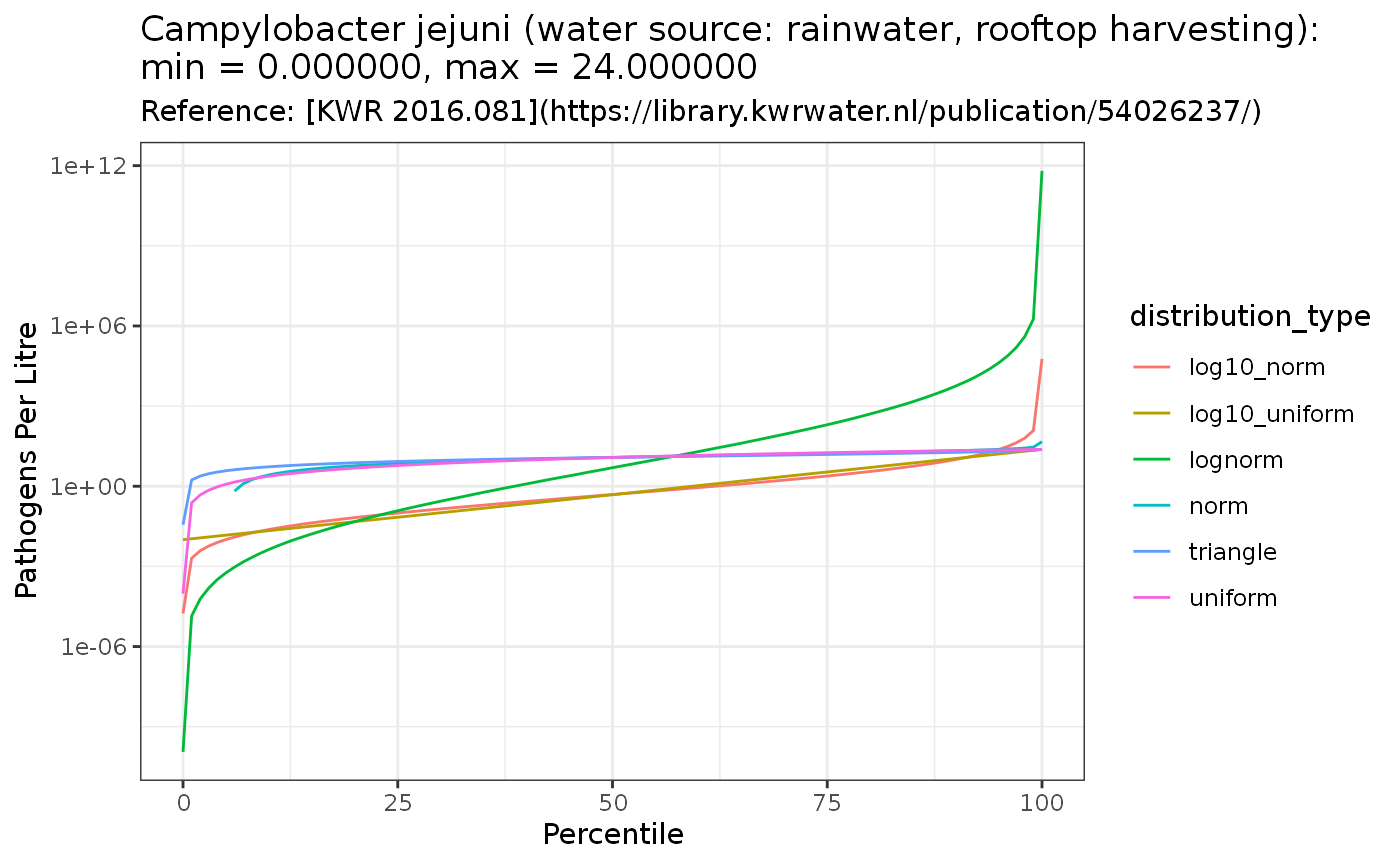 Campylobacter jejuni (water source: rainwater, rooftop harvesting):
min = 0.000000, max = 24.000000
Reference: [KWR 2016.081](https://library.kwrwater.nl/publication/54026237/)
Pathogens Per Litre
1e+12
1e+06
1e+00
1e-06
0
25
50
75
100
Percentile
distribution_type
log10_norm
log10_uniform
lognorm
norm
triangle
uniform